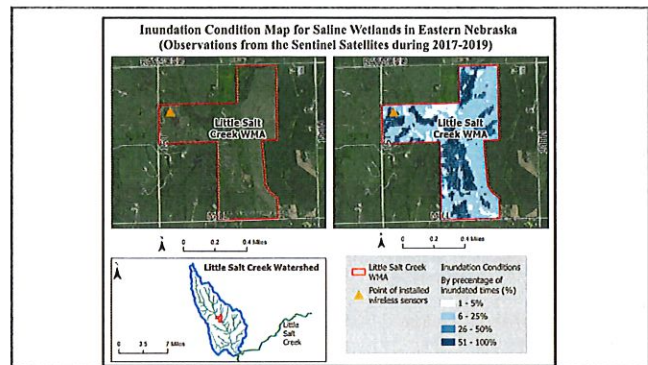 Inundation Condition Map for Saline Wetlands in Eastern Nebraska
(Observations from the Sentinel Satellites during 2017-2019)
Little Salt
Creek WMA
Little Salt
Creek WMA
0 0.2 0.4 Miles
0 0.2 0.4 Miles
Little Salt Creek Watershed
Little
Salt
Creek
0 3.5 7 Miles
Little Salt Creek
WMA
Point of installed
wireless sensors
Inundation Conditions
By precentage of
inundated times (%)
1 - 5%
6 - 25%
26 - 50%
51 - 100%